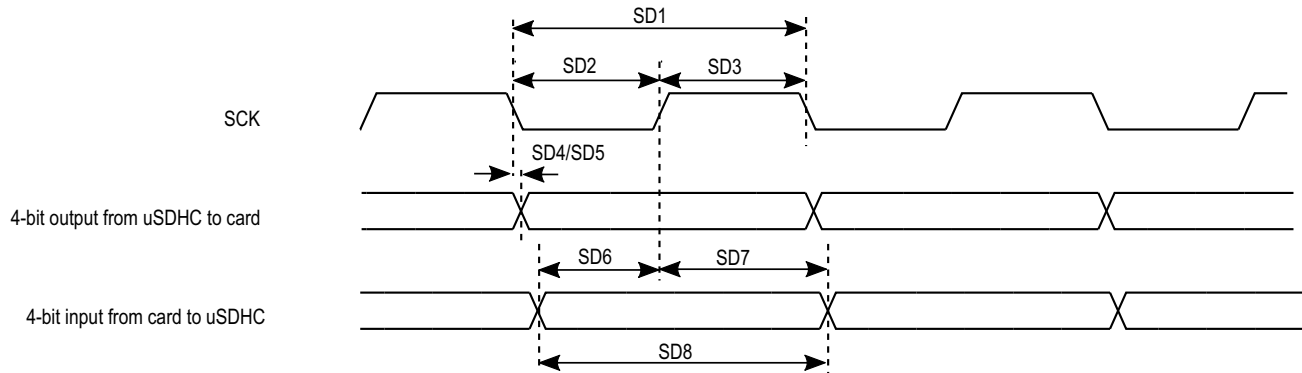 SD1
SD2
SD3
SCK
SD4/SD5
4-bit output from uSDHC to card
SD6
SD7
4-bit input from card to uSDHC
SD8